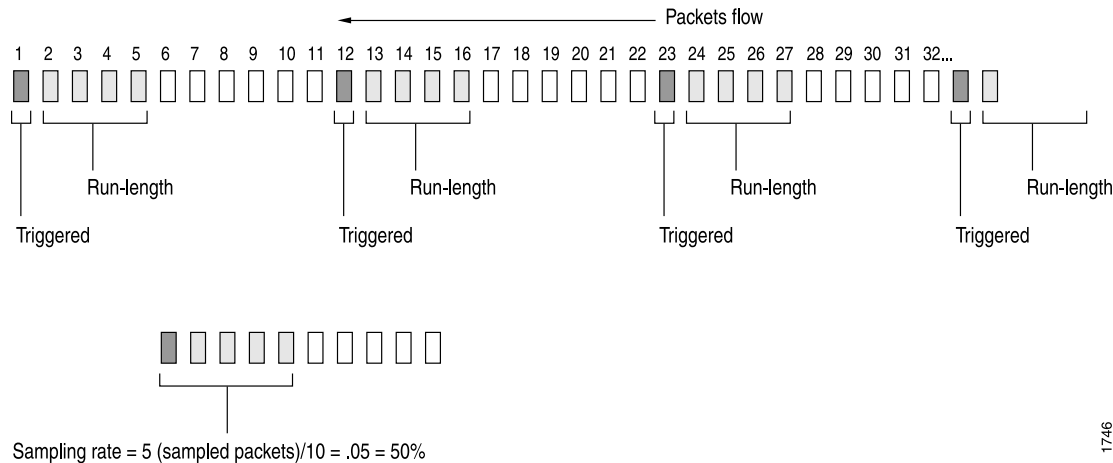 Packets flow
1 2 3 4 5 6 7 8 9 10 11 12 13 14 15 16 17 18 19 20 21 22 23 24 25 26 27 28 29 30 31 32...
Run-length Run-length Run-length Run-length
Triggered Triggered Triggered Triggered
Sampling rate = 5 (sampled packets)/10 = .05 = 50%
1746